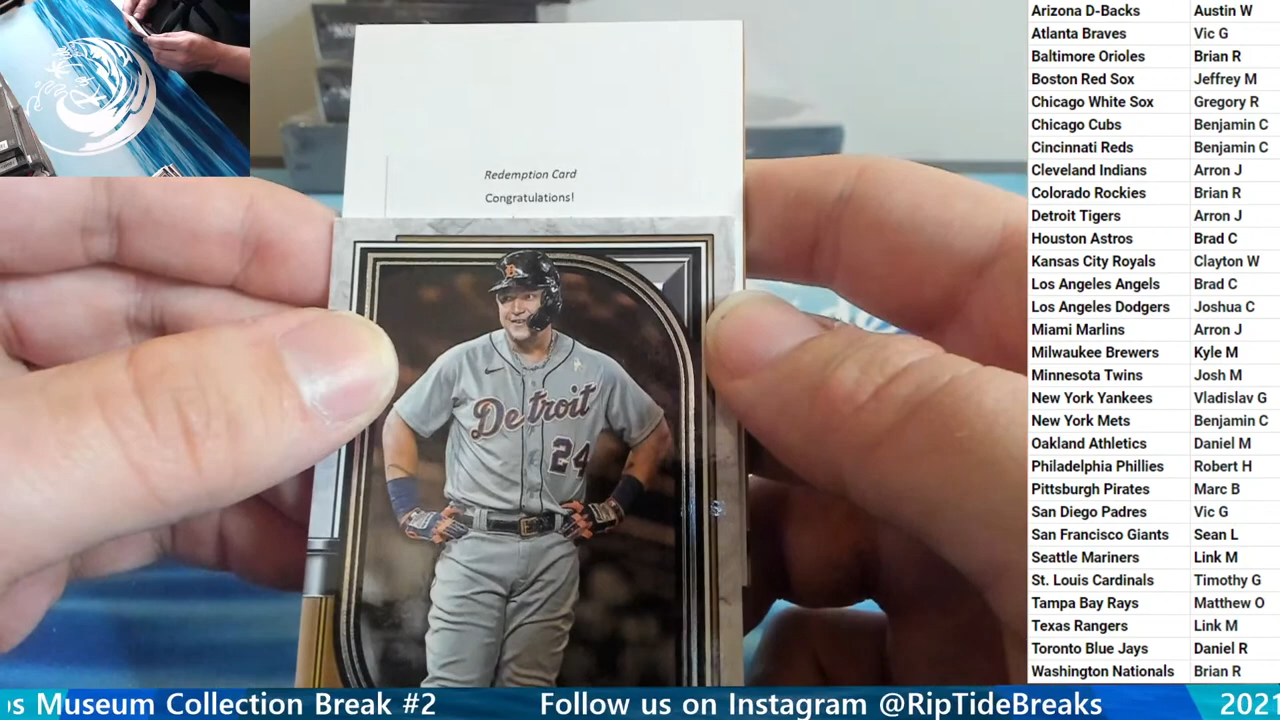 Redemption Card
Congratulations!
Detroit
24
Arizona D-Backs Austin W
Atlanta Braves Vic G
Baltimore Orioles Brian R
Boston Red Sox Jeffrey M
Chicago White Sox Gregory R
Chicago Cubs Benjamin C
Cincinnati Reds Benjamin C
Cleveland Indians Arron J
Colorado Rockies Brian R
Detroit Tigers Arron J
Houston Astros Brad C
Kansas City Royals Clayton W
Los Angeles Angels Brad C
Los Angeles Dodgers Joshua C
Miami Marlins Arron J
Milwaukee Brewers Kyle M
Minnesota Twins Josh M
New York Yankees Vladislav G
New York Mets Benjamin C
Oakland Athletics Daniel M
Philadelphia Phillies Robert H
Pittsburgh Pirates Marc B
San Diego Padres Vic G
San Francisco Giants Sean L
Seattle Mariners Link M
St. Louis Cardinals Timothy G
Tampa Bay Rays Matthew O
Texas Rangers Link M
Toronto Blue Jays Daniel R
Washington Nationals Brian R
s Museum Collection Break #2 Follow us on Instagram @RipTideBreaks 2021